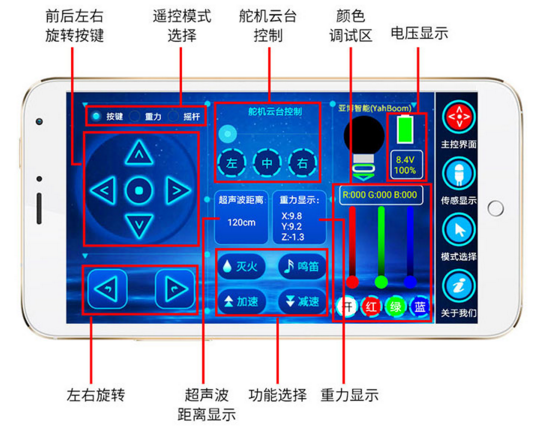 前后左右
旋转按键
遥控模式
选择
舵机云台
控制
颜色
调试区
电压显示
按键 重力 摇杆
舵机云台控制
亚博智能(YahBoom)
左 中 右
8.4V
100%
主控界面
超声波距离
120cm
重力显示:
X:9.8
Y:9.2
Z:-1.3
R:000 G:000 B:000
传感显示
灭火 鸣笛
模式选择
加速 减速
开 红 绿 蓝
关于我们
左右旋转
超声波
距离显示
功能选择
重力显示